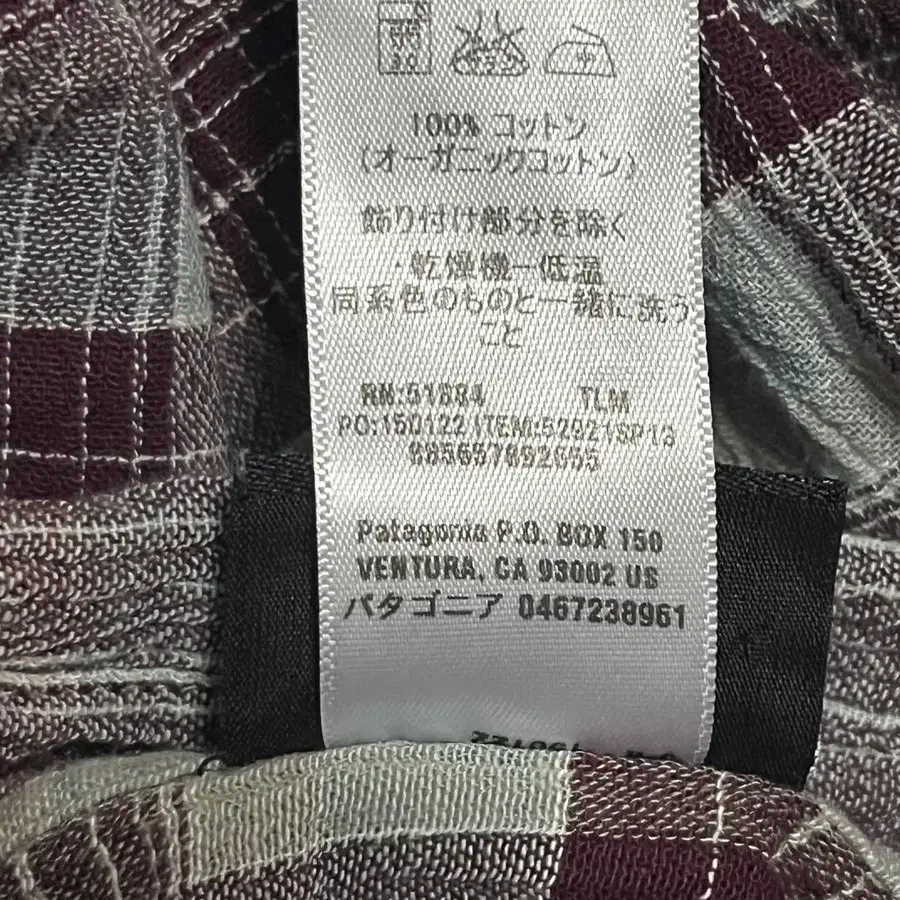 100% コットン
(オーガニックコットン)
飾り付け部分を除く
・乾燥機ー低温
同系色のものと一緒に洗う
こと
RN:51884 TLM
PO:150122 ITEM:52921SP13
Patagonia P.O. BOX 150
VENTURA, CA 93002 US
パタゴニア 0467238961